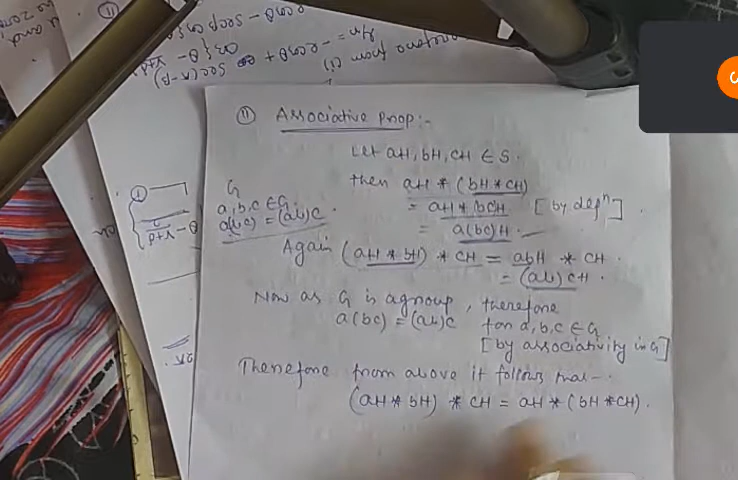 (ii) Associative prop:-
Let aH, bH, cH ∈ S.
then aH * (bH * cH)
= aH * bcH [by defⁿ].
= a(bc)H.
G
a,b,c ∈ G.
a(bc) = (ab)c.
Again (aH * bH) * cH = abH * cH.
= (ab)cH.
Now as G is a group, therefore
a(bc) = (ab)c for a,b,c ∈ G
[by associativity in G]
Therefore from above it follows that-
(aH * bH) * cH = aH * (bH * cH).